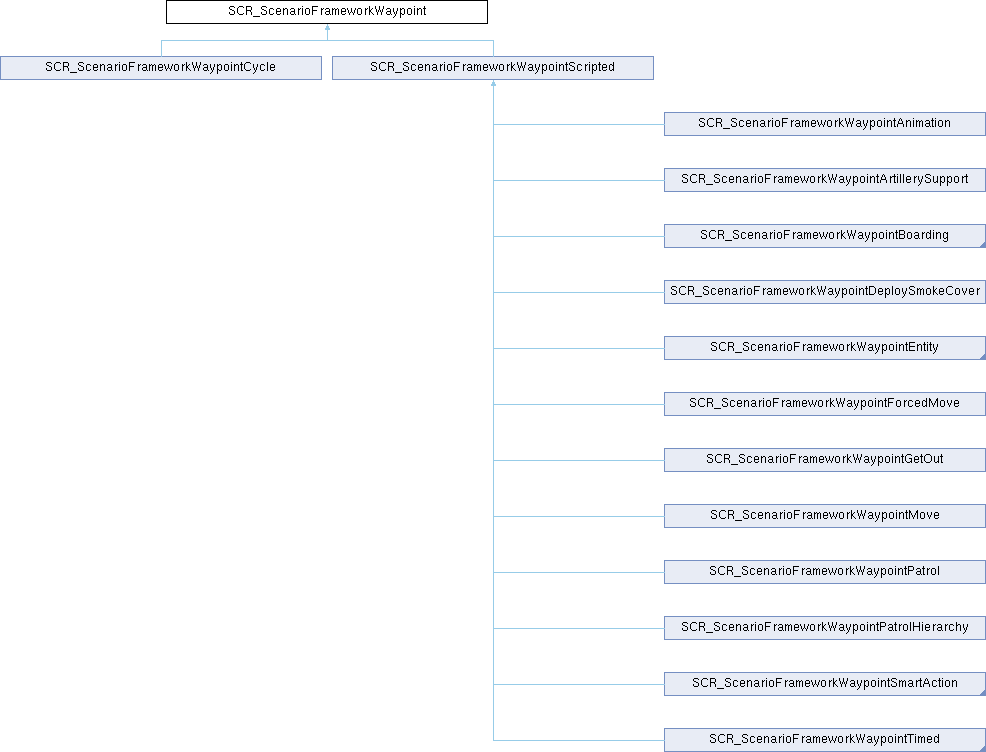 SCR_ScenarioFrameworkWaypoint
SCR_ScenarioFrameworkWaypointCycle
SCR_ScenarioFrameworkWaypointScripted
SCR_ScenarioFrameworkWaypointAnimation
SCR_ScenarioFrameworkWaypointArtillerySupport
SCR_ScenarioFrameworkWaypointBoarding
SCR_ScenarioFrameworkWaypointDeploySmokeCover
SCR_ScenarioFrameworkWaypointEntity
SCR_ScenarioFrameworkWaypointForcedMove
SCR_ScenarioFrameworkWaypointGetOut
SCR_ScenarioFrameworkWaypointMove
SCR_ScenarioFrameworkWaypointPatrol
SCR_ScenarioFrameworkWaypointPatrolHierarchy
SCR_ScenarioFrameworkWaypointSmartAction
SCR_ScenarioFrameworkWaypointTimed